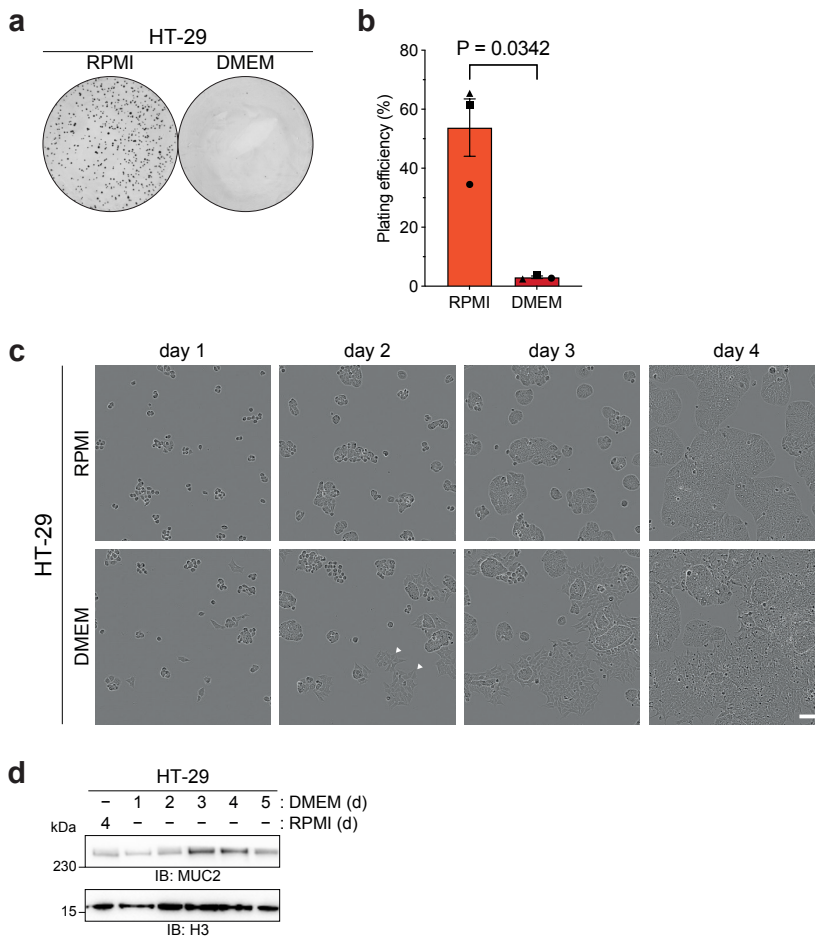 a
HT-29
RPMI DMEM
b
P = 0.0342
Plating efficiency (%)
80
60
40
20
0
RPMI DMEM
c
day 1 day 2 day 3 day 4
HT-29
RPMI
DMEM
d
HT-29
– 1 2 3 4 5 : DMEM (d)
4 – – – – – : RPMI (d)
kDa
230
IB: MUC2
15
IB: H3